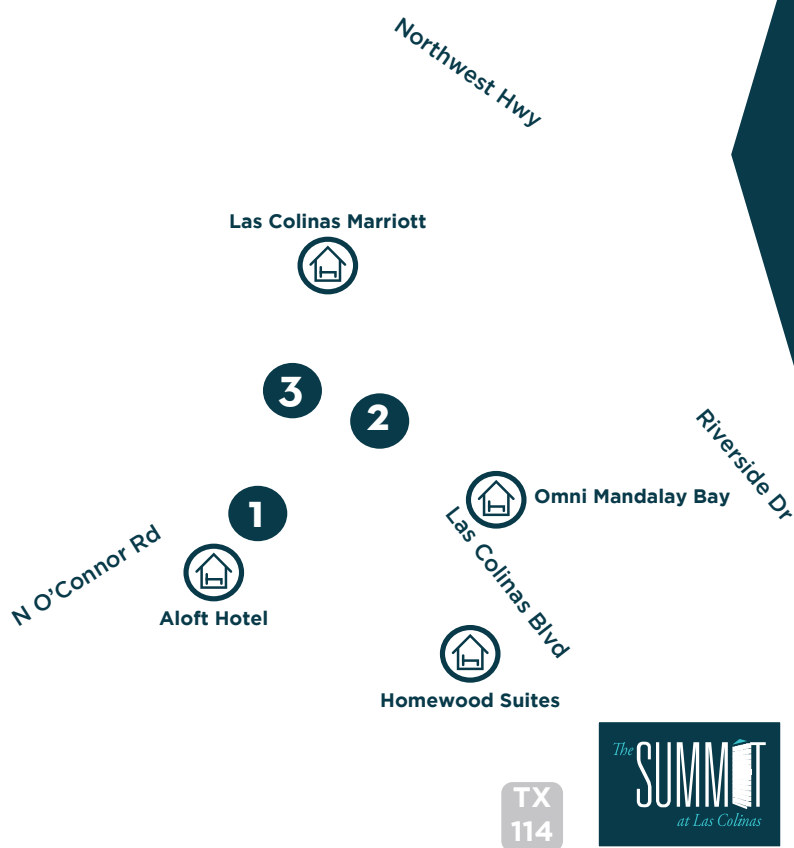 Northwest Hwy
Las Colinas Marriott
3
2
Riverside Dr
Omni Mandalay Bay
1
Las Colinas Blvd
N O’Connor Rd
Aloft Hotel
Homewood Suites
The
SUMMIT
at Las Colinas
TX
114